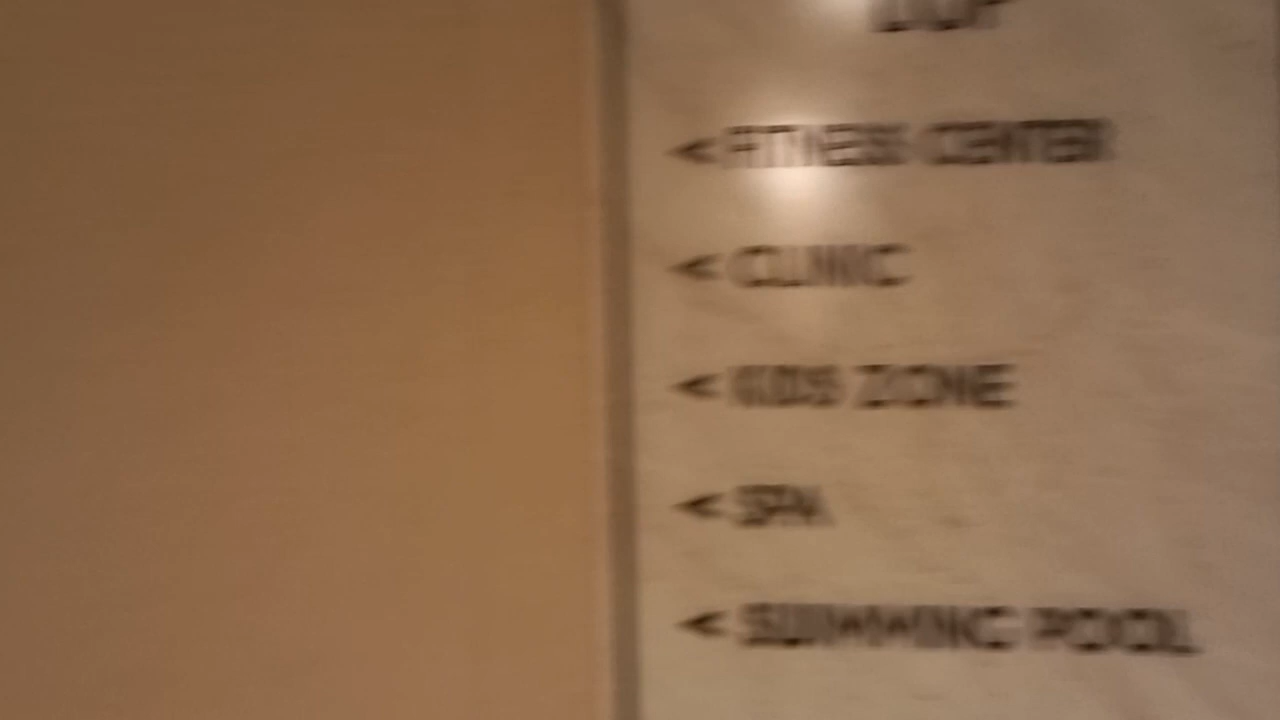 < FITNESS CENTER
< CLINIC
< KIDS ZONE
< SPA
< SWIMMING POOL